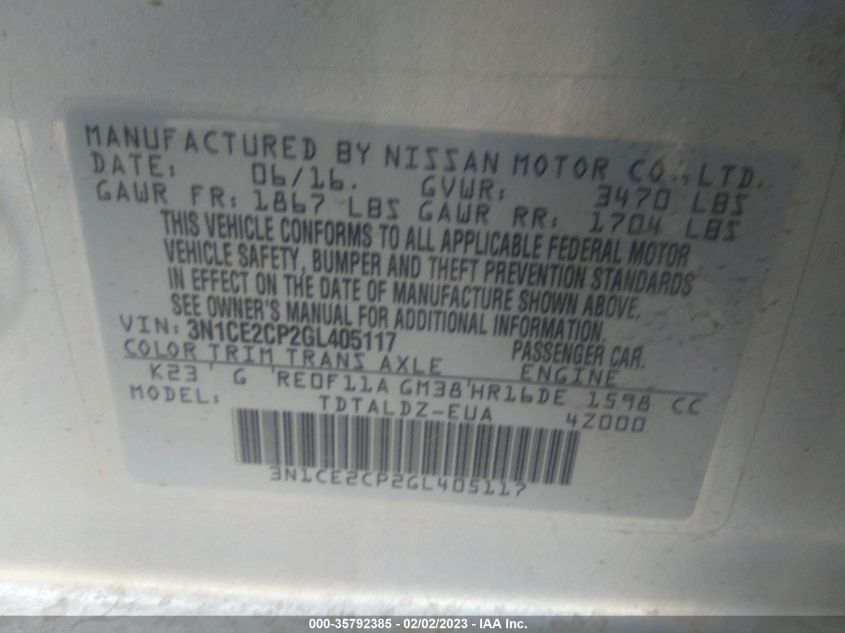 MANUFACTURED BY NISSAN MOTOR CO., LTD.
DATE: 06/16. GVWR: 3470 LBS
GAWR FR: 1867 LBS GAWR RR: 1704 LBS
THIS VEHICLE CONFORMS TO ALL APPLICABLE FEDERAL MOTOR
VEHICLE SAFETY, BUMPER AND THEFT PREVENTION STANDARDS
IN EFFECT ON THE DATE OF MANUFACTURE SHOWN ABOVE.
SEE OWNER'S MANUAL FOR ADDITIONAL INFORMATION.
VIN: 3N1CE2CP2GL405117 PASSENGER CAR.
COLOR TRIM TRANS AXLE ENGINE
K23 G RE0F11A GM38 HR16DE 1598 CC
MODEL: TDTALDZ-EUA 42000
3N1CE2CP2GL405117
000-35792385 - 02/02/2023 - IAA Inc.